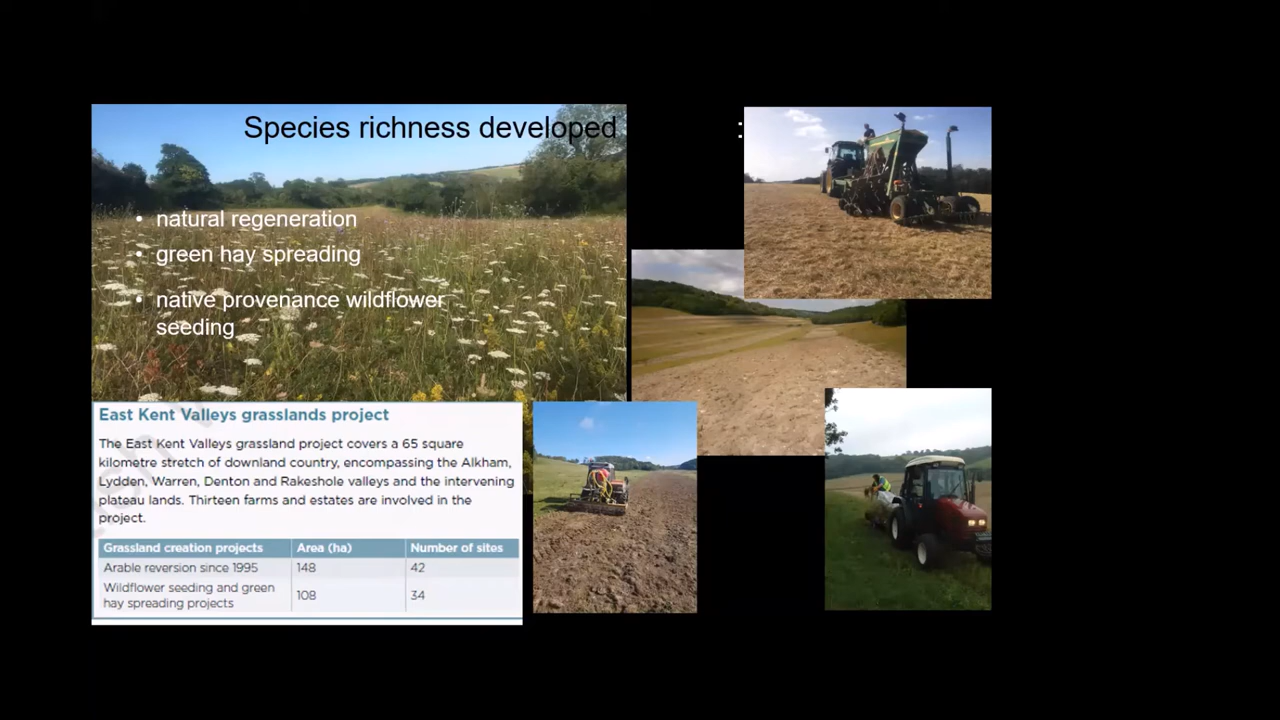 Species richness developed :
• natural regeneration
• green hay spreading
• native provenance wildflower
seeding
East Kent Valleys grasslands project
The East Kent Valleys grassland project covers a 65 square
kilometre stretch of downland country, encompassing the Alkham,
Lydden, Warren, Denton and Rakeshole valleys and the intervening
plateau lands. Thirteen farms and estates are involved in the
project.
Grassland creation projects Area (ha) Number of sites
Arable reversion since 1995 148 42
Wildflower seeding and green
hay spreading projects 108 34